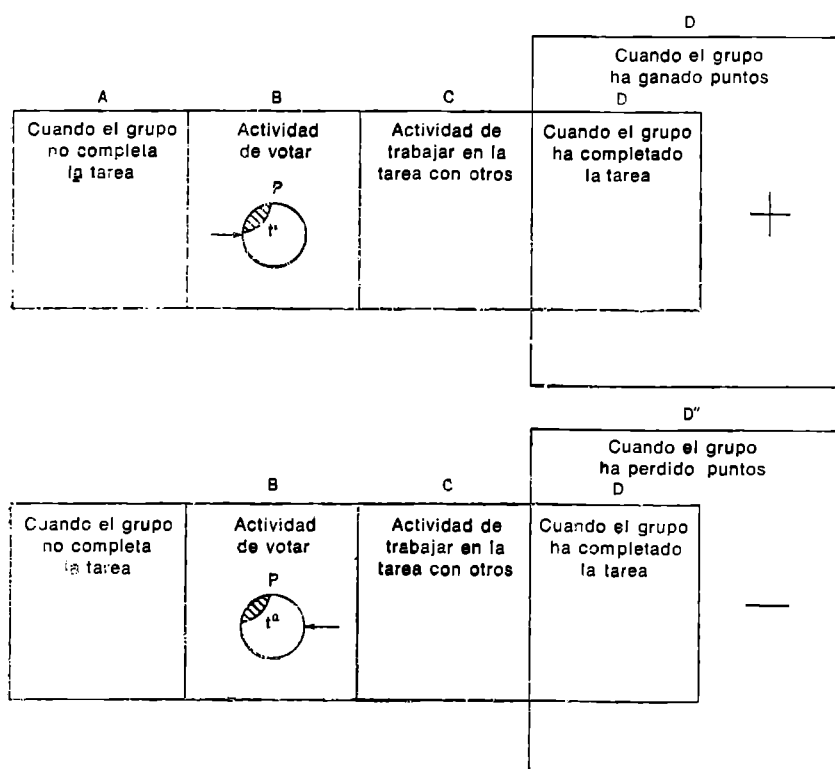 D
Cuando el grupo
ha ganado puntos
A
B
C
D
Cuando el grupo
no completa
la tarea
Actividad
de votar
P
t'
Actividad de
trabajar en la
tarea con otros
Cuando el grupo
ha completado
la tarea
+
D"
Cuando el grupo
ha perdido puntos
B
C
D
Cuando el grupo
no completa
la tarea
Actividad
de votar
P
tª
Actividad de
trabajar en la
tarea con otros
Cuando el grupo
ha completado
la tarea
—